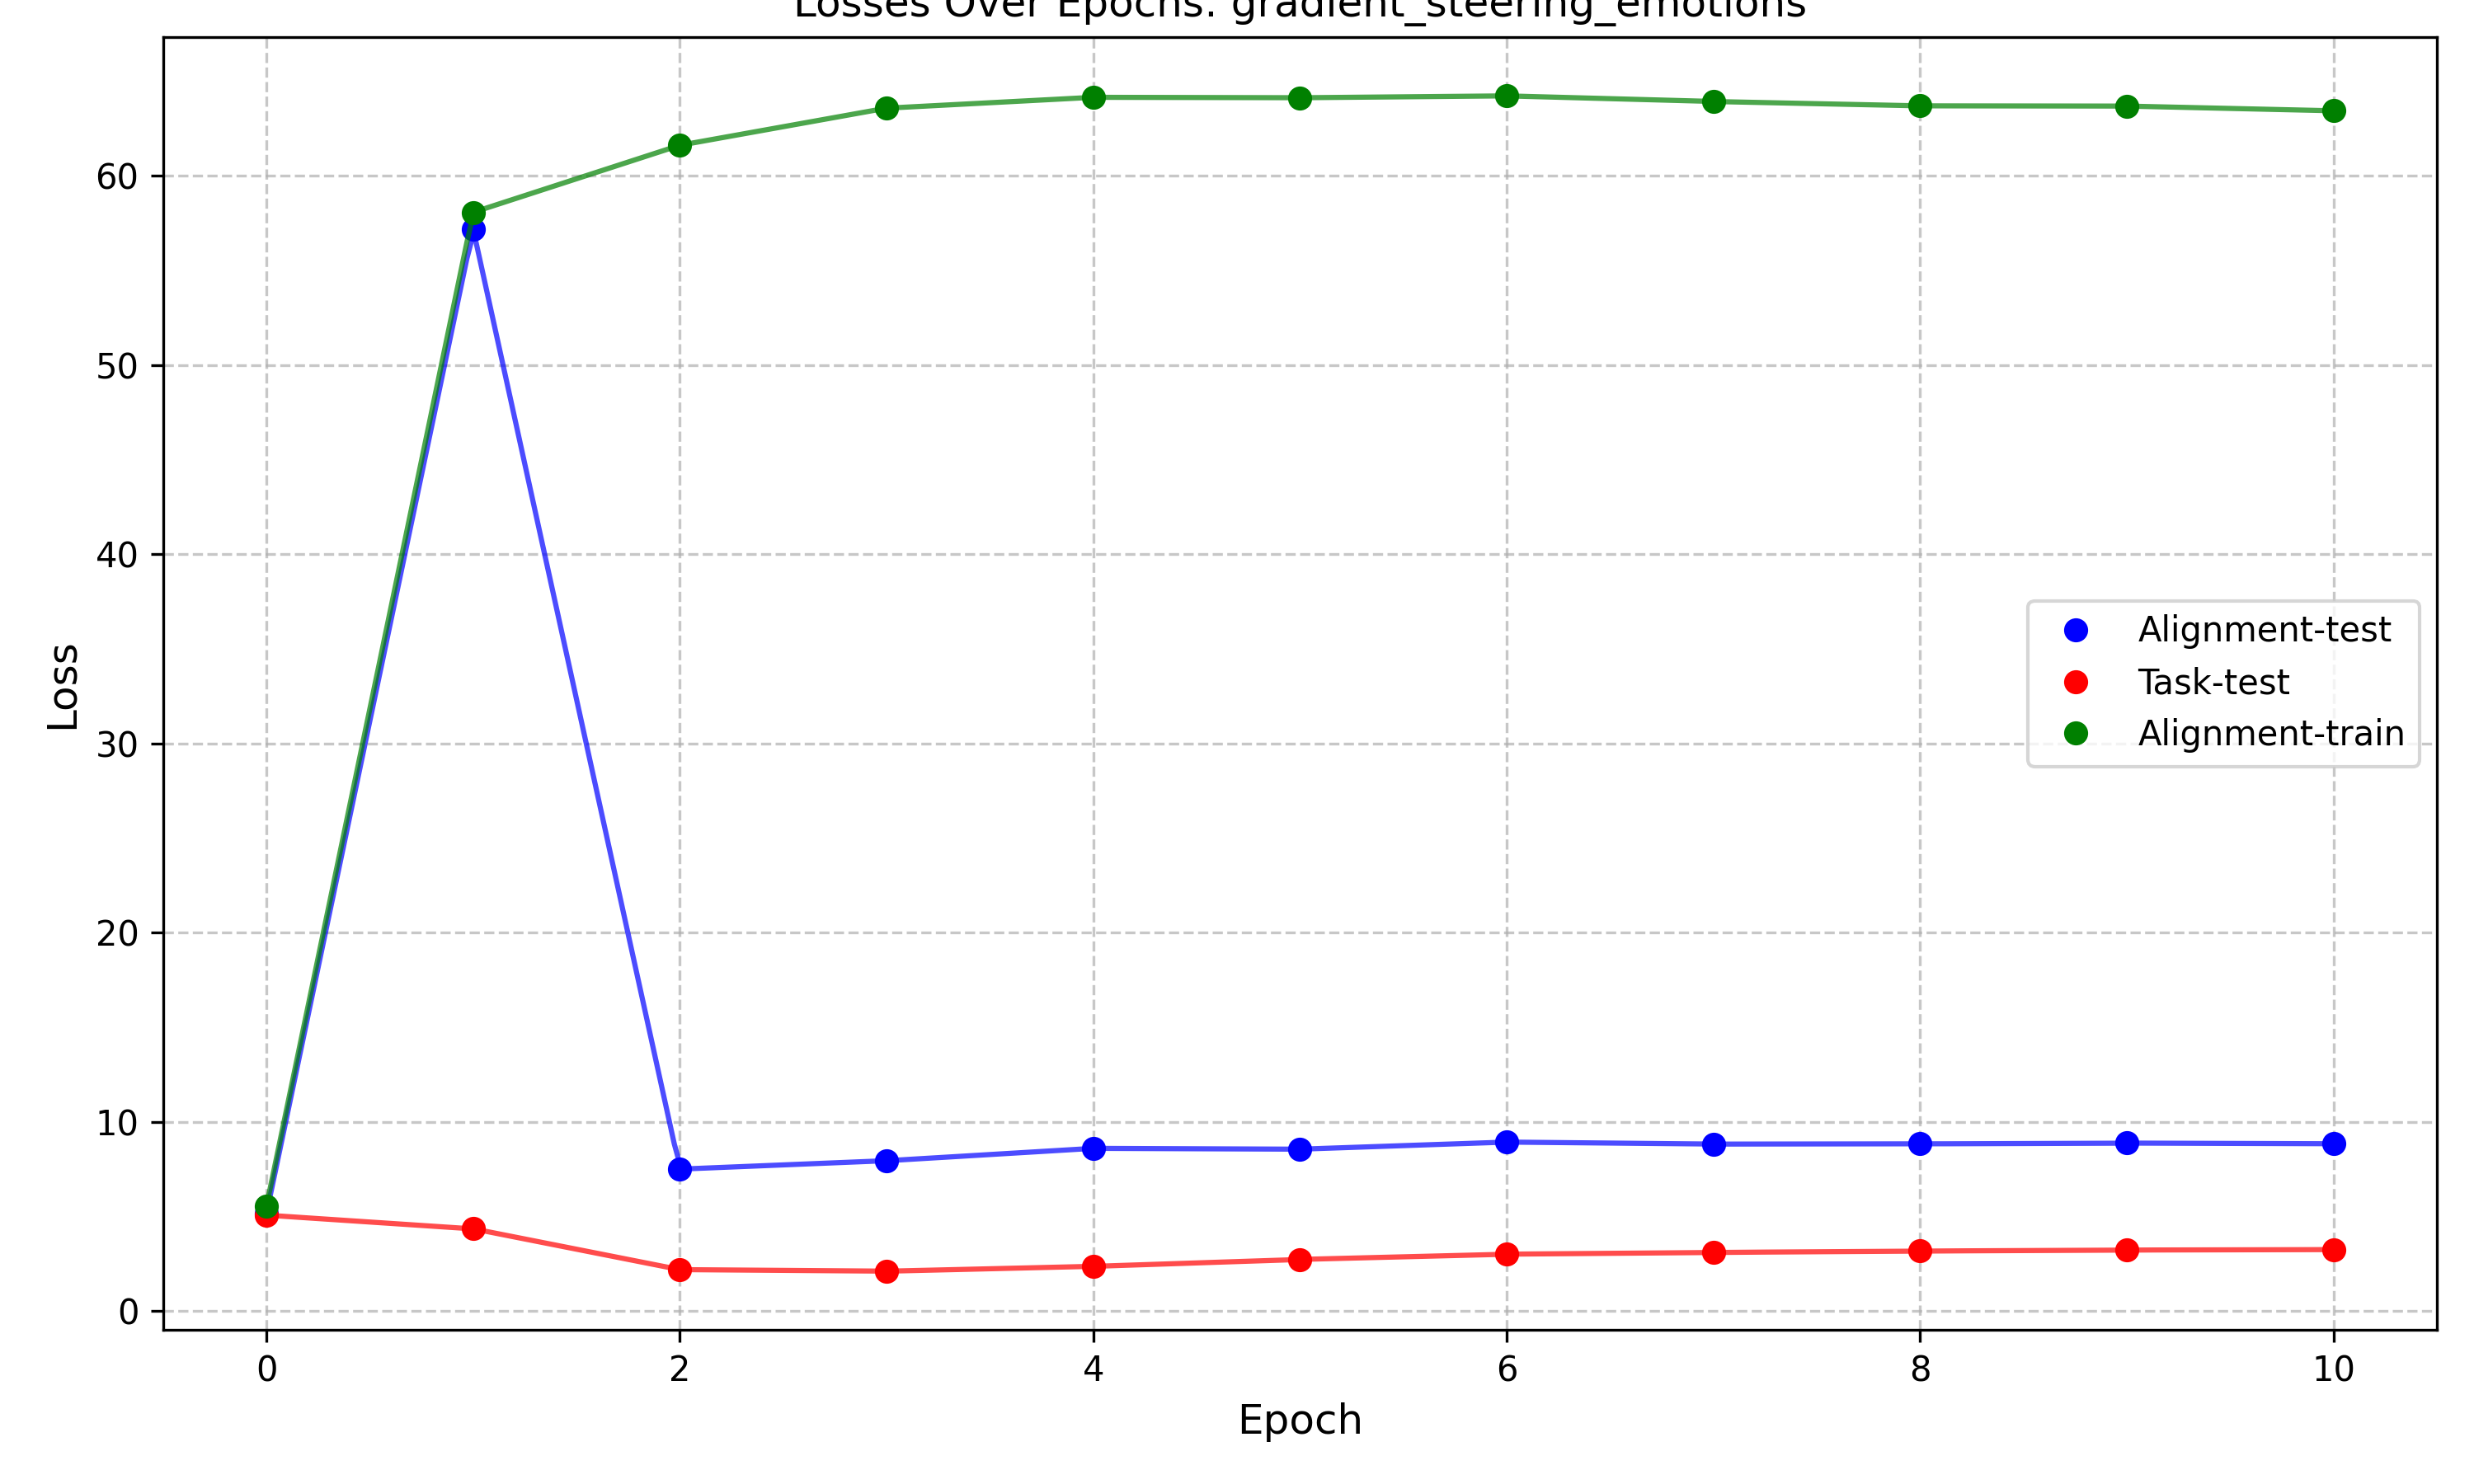 Losses Over Epochs: gradient_steering_emotions
60
50
40
30
20
10
0
Loss
Alignment-test
Task-test
Alignment-train
0 2 4 6 8 10
Epoch